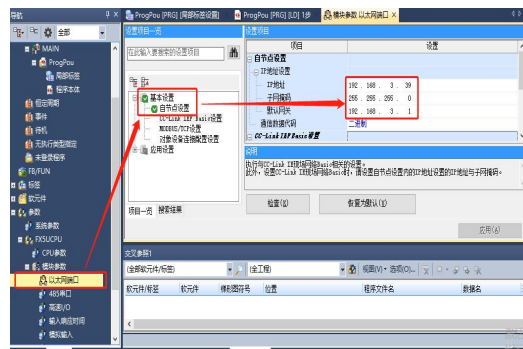 导航
全部
MAIN
ProgPou
局部标签
程序本体
恒定周期
事件
待机
无执行类型指定
未登录程序
FB/FUN
标签
软元件
参数
系统参数
FX5UCPU
CPU参数
模块参数
以太网端口
485串口
高速I/O
输入响应时间
模拟输入
ProgPou [PRG] [局部标签设置]
ProgPou [PRG] [LD] 1步
模块参数 以太网端口
设置项目一览
在此输入要搜索的设置项目
基本设置
自节点设置
CC-Link IEF Basic设置
MODBUS/TCP设置
对象设备连接配置设置
应用设置
项目一览
搜索结果
设置项目
项目
设置
自节点设置
IP地址设置
IP地址
192 . 168 . 3 . 39
子网掩码
255 . 255 . 255 . 0
默认网关
192 . 168 . 3 . 1
通信数据代码
二进制
CC-Link IEF Basic设置
说明
执行与CC-Link IE现场网络Basic相关的设置。
此外，设置CC-Link IE现场网络Basic时，请设置自节点设置内的IP地址设置的IP地址与子网掩码。
检查(K)
恢复为默认(U)
应用(A)
交叉参照1
(全部软元件/标签)
(全工程)
视图(V)
选项(O)...
软元件/标签
软元件
梯形图符号
位置
程序文件名
数据名